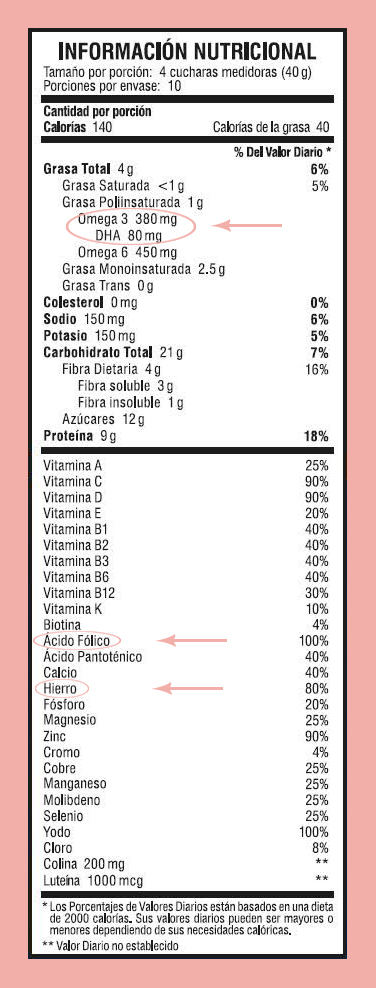 INFORMACIÓN NUTRICIONAL
Tamaño por porción: 4 cucharas medidoras (40 g)
Porciones por envase: 10
Cantidad por porción
Calorías 140 Calorías de la grasa 40
% Del Valor Diario *
Grasa Total 4 g 6%
Grasa Saturada <1 g 5%
Grasa Poliinsaturada 1 g
Omega 3 380 mg
DHA 80 mg
Omega 6 450 mg
Grasa Monoinsaturada 2.5 g
Grasa Trans 0 g
Colesterol 0 mg 0%
Sodio 150 mg 6%
Potasio 150 mg 5%
Carbohidrato Total 21 g 7%
Fibra Dietaria 4 g 16%
Fibra soluble 3 g
Fibra insoluble 1 g
Azúcares 12 g
Proteína 9 g 18%
Vitamina A 25%
Vitamina C 90%
Vitamina D 90%
Vitamina E 20%
Vitamina B1 40%
Vitamina B2 40%
Vitamina B3 40%
Vitamina B6 40%
Vitamina B12 30%
Vitamina K 10%
Biotina 4%
Ácido Fólico 100%
Ácido Pantoténico 40%
Calcio 40%
Hierro 80%
Fósforo 20%
Magnesio 25%
Zinc 90%
Cromo 4%
Cobre 25%
Manganeso 25%
Molibdeno 25%
Selenio 25%
Yodo 100%
Cloro 8%
Colina 200 mg **
Luteína 1000 mcg **
* Los Porcentajes de Valores Diarios están basados en una dieta
de 2000 calorías. Sus valores diarios pueden ser mayores o
menores dependiendo de sus necesidades calóricas.
** Valor Diario no establecido